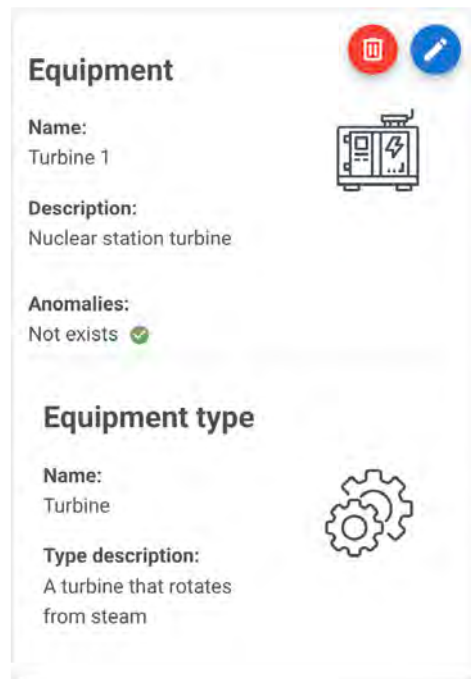 Equipment
Name:
Turbine 1
Description:
Nuclear station turbine
Anomalies:
Not exists
Equipment type
Name:
Turbine
Type description:
A turbine that rotates
from steam